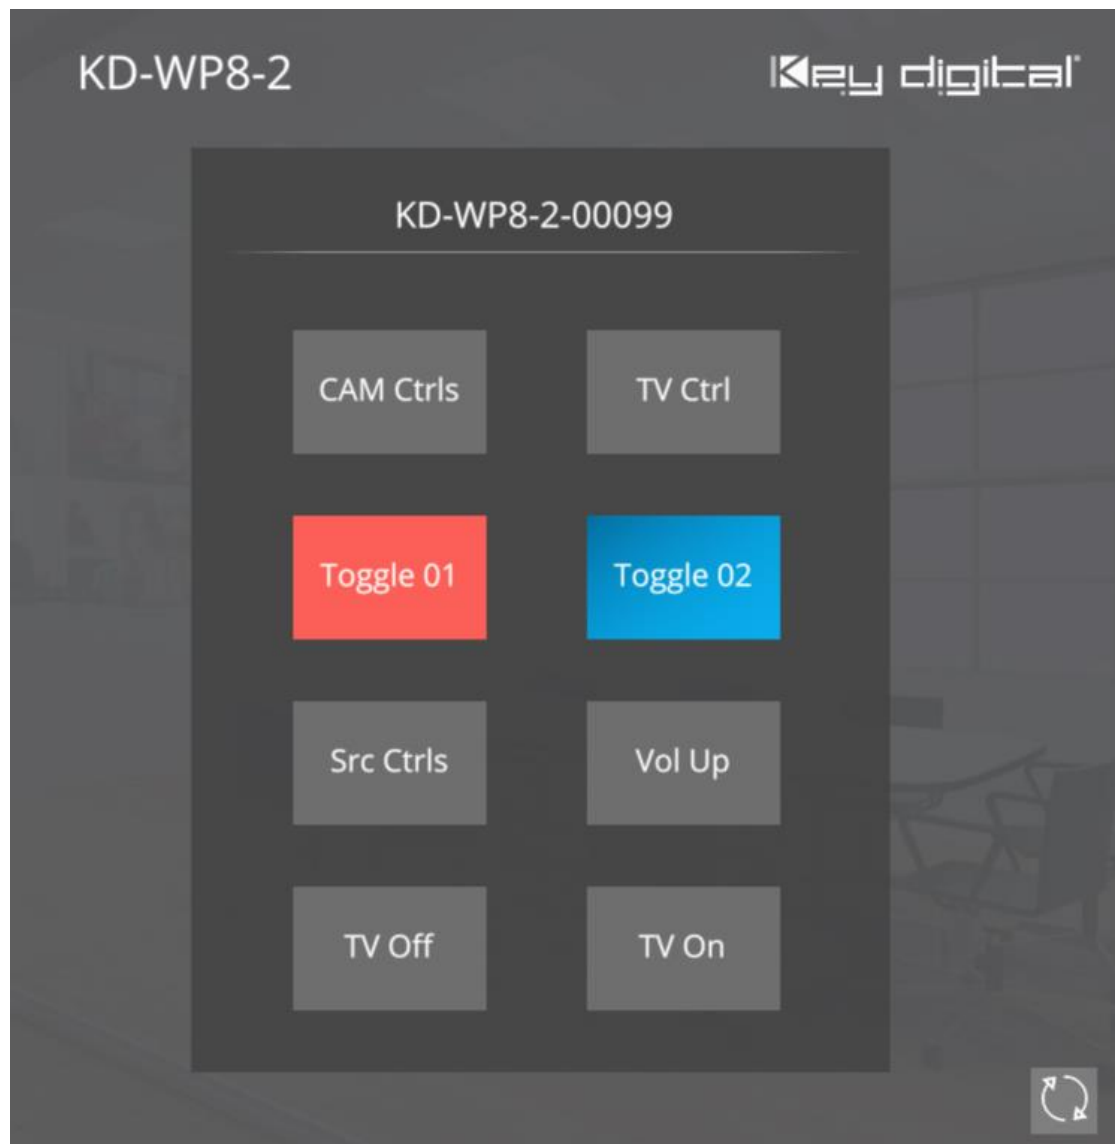 KD-WP8-2
Key digital®
KD-WP8-2-00099
CAM Ctrls
TV Ctrl
Toggle 01
Toggle 02
Src Ctrls
Vol Up
TV Off
TV On